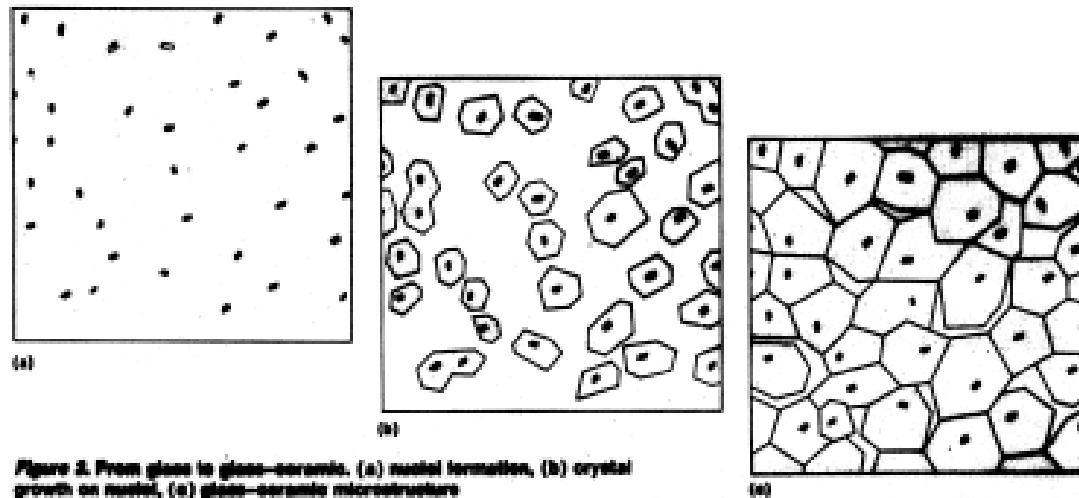 (a)
(b)
(c)
Figure 3. From glass to glass-ceramic. (a) nuclei formation, (b) crystal
growth on nuclei, (c) glass-ceramic microstructure